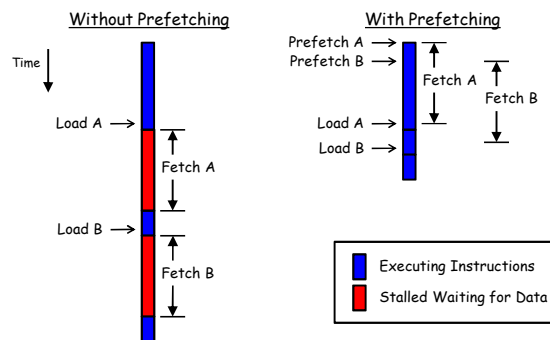 Without Prefetching
Time
Load A
Fetch A
Load B
Fetch B
With Prefetching
Prefetch A
Prefetch B
Fetch A
Fetch B
Load A
Load B
Executing Instructions
Stalled Waiting for Data